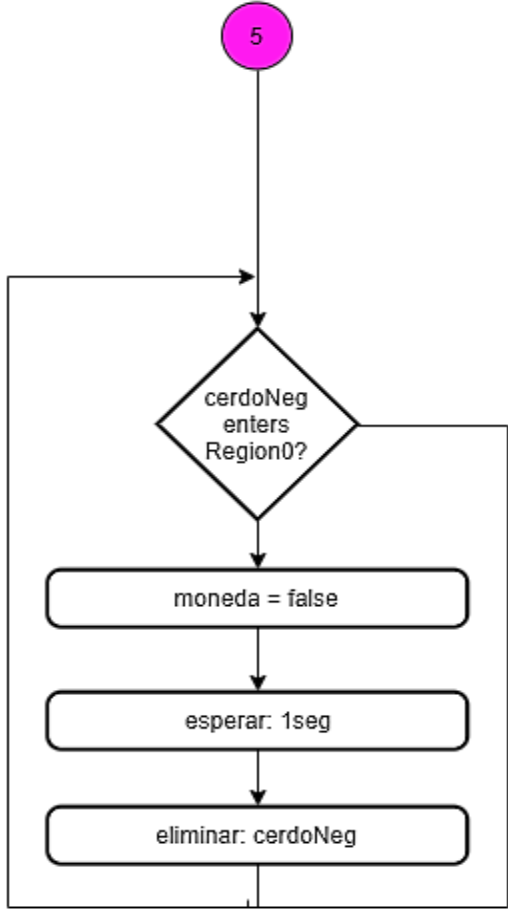 5
cerdoNeg
enters
Region0?
moneda = false
esperar: 1seg
eliminar: cerdoNeg